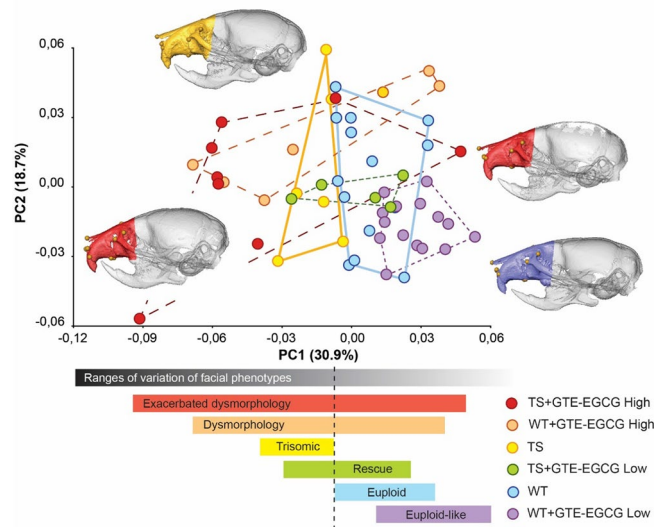 0,06
0,03
0,00
-0,03
-0,06
PC2 (18.7%)
-0,12 -0,09 -0,06 -0,03 0,00 0,03 0,06
PC1 (30.9%)
Ranges of variation of facial phenotypes
Exacerbated dysmorphology
Dysmorphology
Trisomic
Rescue
Euploid
Euploid-like
TS+GTE-EGCG High
WT+GTE-EGCG High
TS
TS+GTE-EGCG Low
WT
WT+GTE-EGCG Low